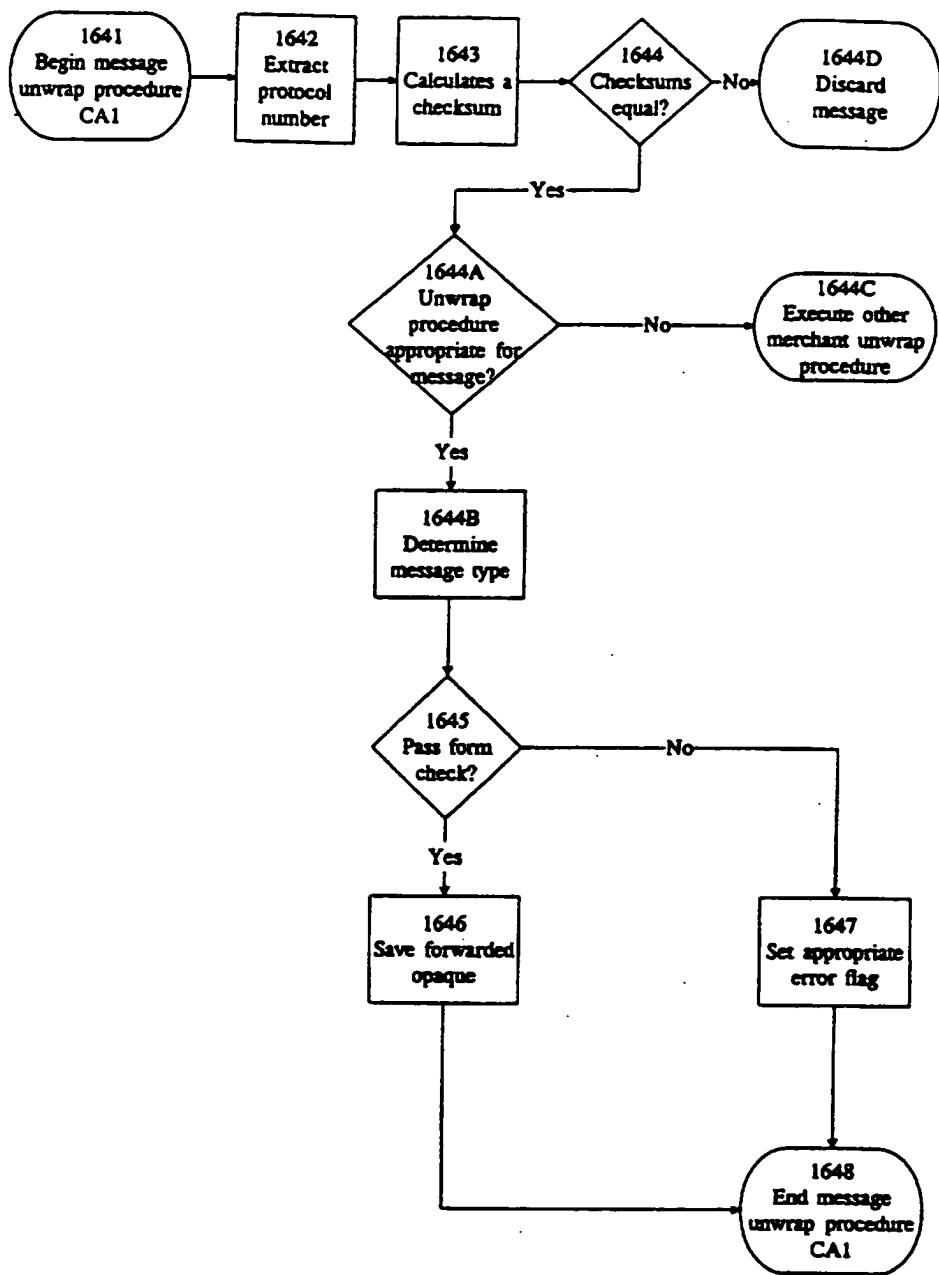 1641
Begin message
unwrap procedure
CA1
1642
Extract
protocol
number
1643
Calculates a
checksum
1644
Checksums
equal?
No
1644D
Discard
message
Yes
1644A
Unwrap
procedure
appropriate for
message?
No
1644C
Execute other
merchant unwrap
procedure
Yes
1644B
Determine
message type
1645
Pass form
check?
No
Yes
1646
Save forwarded
opaque
1647
Set appropriate
error flag
1648
End message
unwrap procedure
CA1